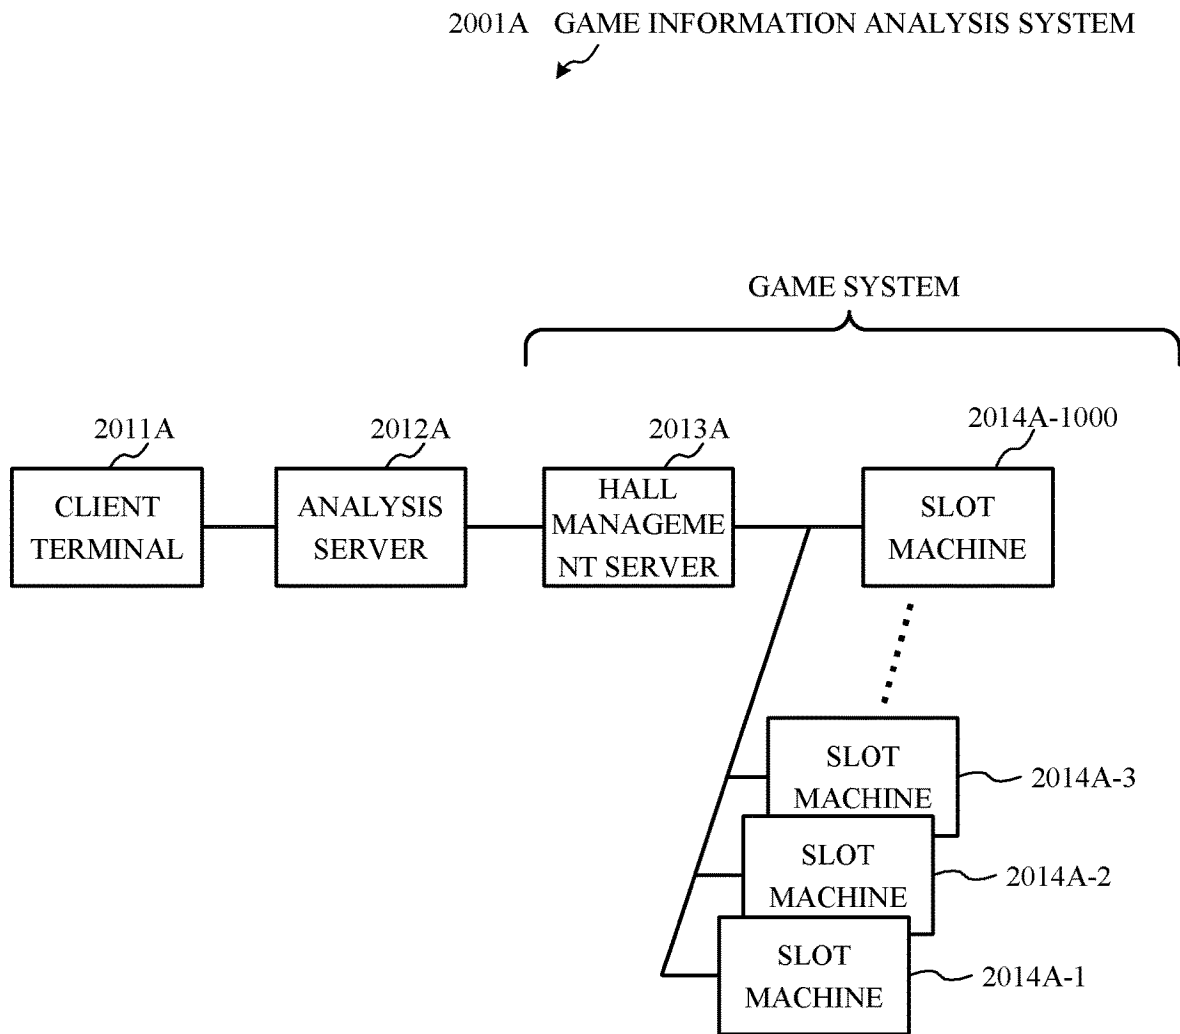 2001A GAME INFORMATION ANALYSIS SYSTEM
GAME SYSTEM
2011A
2012A
2013A
2014A-1000
CLIENT
TERMINAL
ANALYSIS
SERVER
HALL
MANAGEME
NT SERVER
SLOT
MACHINE
SLOT
MACHINE
2014A-3
SLOT
MACHINE
2014A-2
SLOT
MACHINE
2014A-1